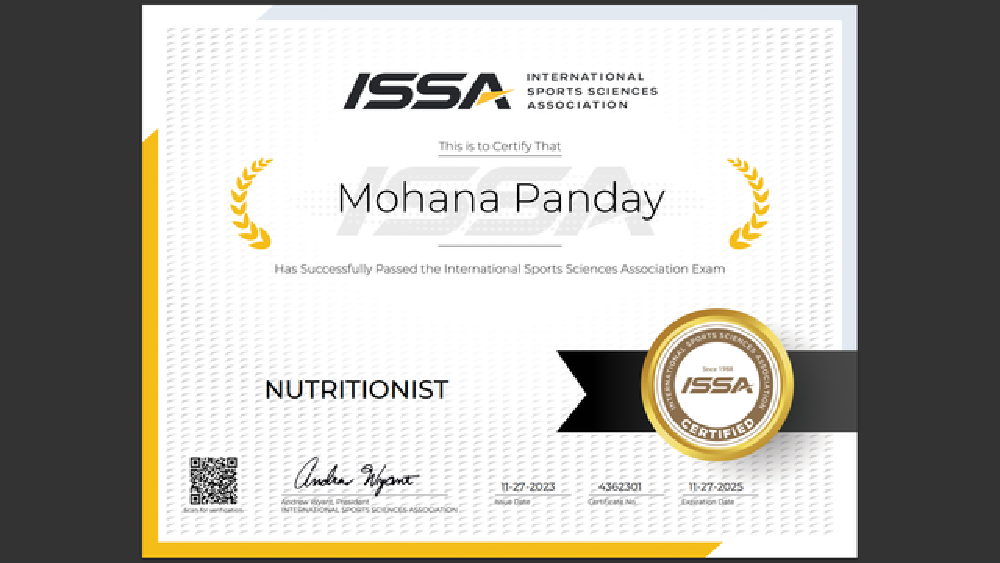 ISSA
INTERNATIONAL
SPORTS SCIENCES
ASSOCIATION
This is to Certify That
ISSA
Mohana Panday
Has Successfully Passed the International Sports Sciences Association Exam
NUTRITIONIST
INTERNATIONAL SPORTS SCIENCES ASSOCIATION
Since 1988
ISSA
CERTIFIED
Scan for verification
Andrew Wyant
Andrew Wyant, President
INTERNATIONAL SPORTS SCIENCES ASSOCIATION
11-27-2023
Issue Date
4362301
Certificate No.
11-27-2025
Expiration Date